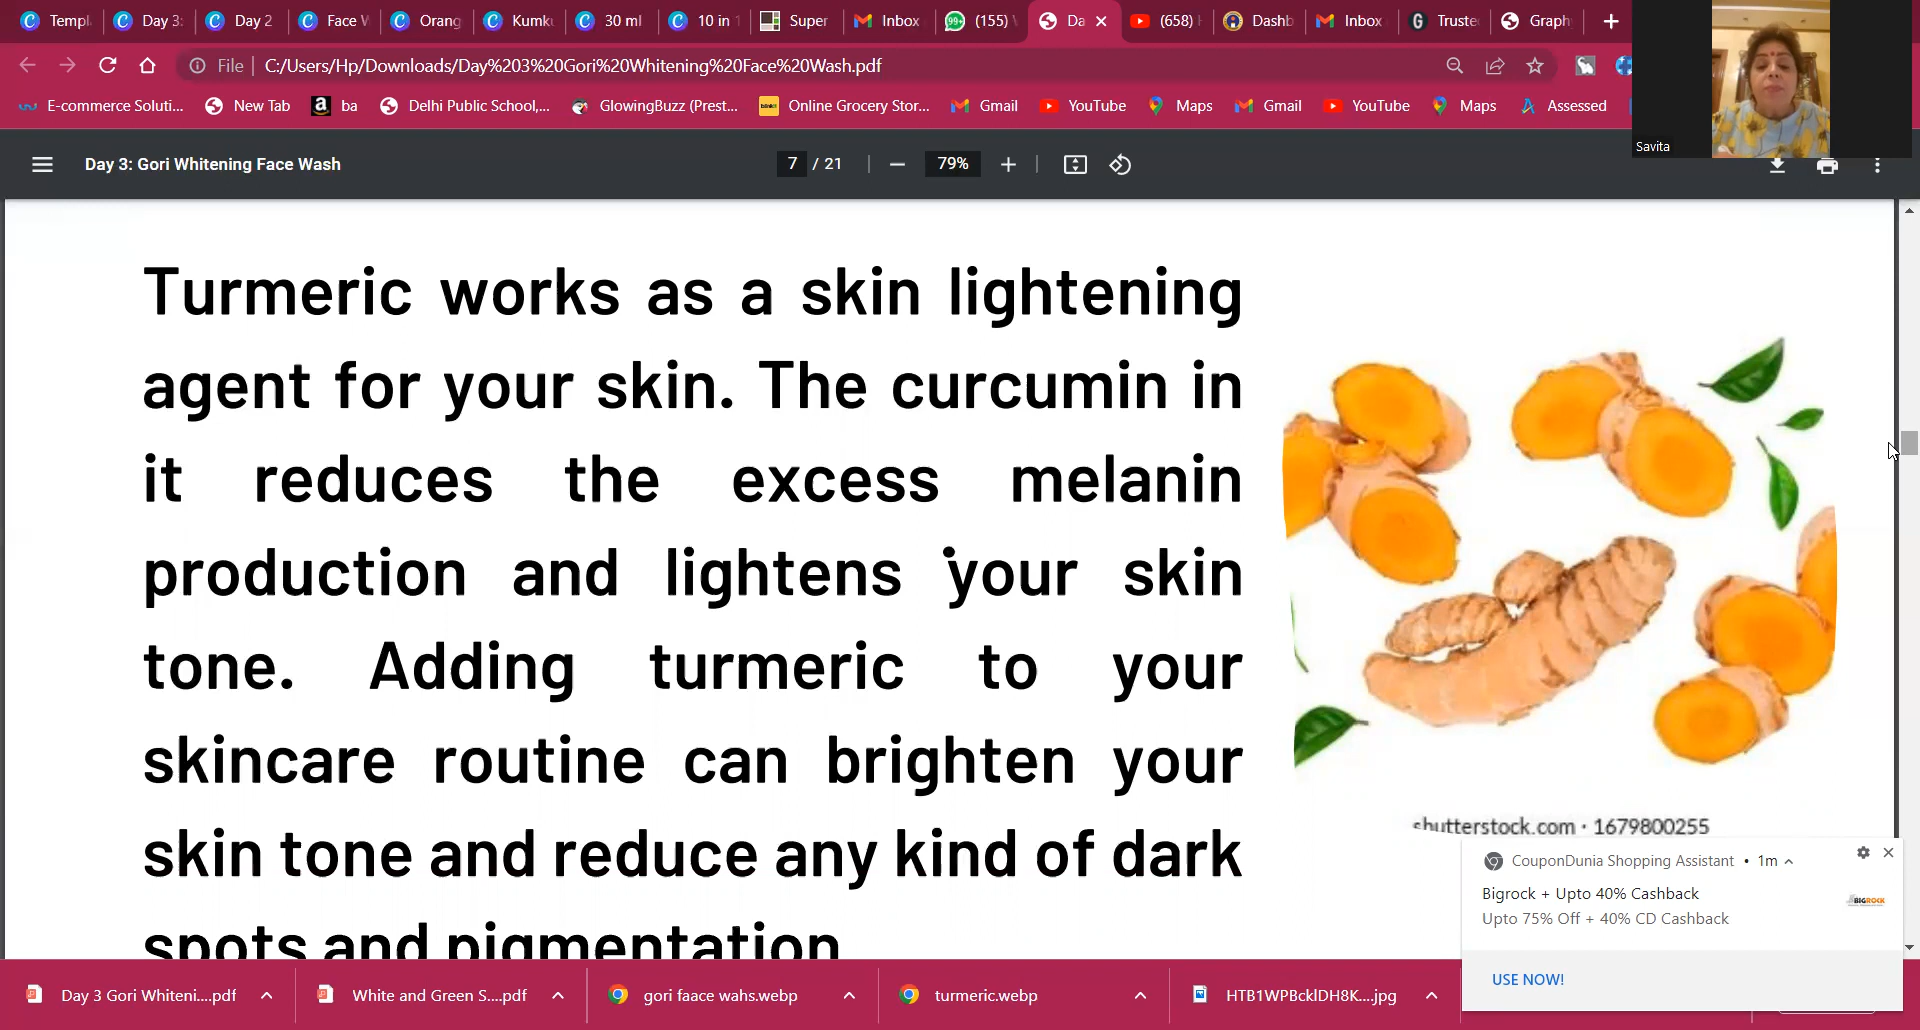 Templ
Day 3:
Day 2
Face W
Orang
Kumku
30 ml
10 in 1
Super
Inbox
99+
(155)
Da
(658)
Dashb
Inbox
Truste
Graph
File
C:/Users/Hp/Downloads/Day%203%20Gori%20Whitening%20Face%20Wash.pdf
E-commerce Soluti...
New Tab
ba
Delhi Public School,...
GlowingBuzz (Prest...
Online Grocery Stor...
Gmail
YouTube
Maps
Gmail
YouTube
Maps
Assessed
Savita
Day 3: Gori Whitening Face Wash
7 / 21
79%
Turmeric works as a skin lightening
agent for your skin. The curcumin in
it reduces the excess melanin
production and lightens your skin
tone. Adding turmeric to your
skincare routine can brighten your
skin tone and reduce any kind of dark
spots and pigmentation
shutterstock.com · 1679800255
CouponDunia Shopping Assistant • 1m
Bigrock + Upto 40% Cashback
Upto 75% Off + 40% CD Cashback
BIGROCK
USE NOW!
Day 3 Gori Whiteni....pdf
White and Green S....pdf
gori faace wahs.webp
turmeric.webp
HTB1WPBcklDH8K....jpg